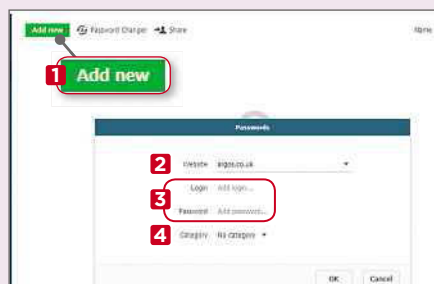 Add new Password Changer Share Name
1 Add new
Passwords
2 Website argos.co.uk
3 Login Add login...
Password Add password...
4 Category No category
OK Cancel